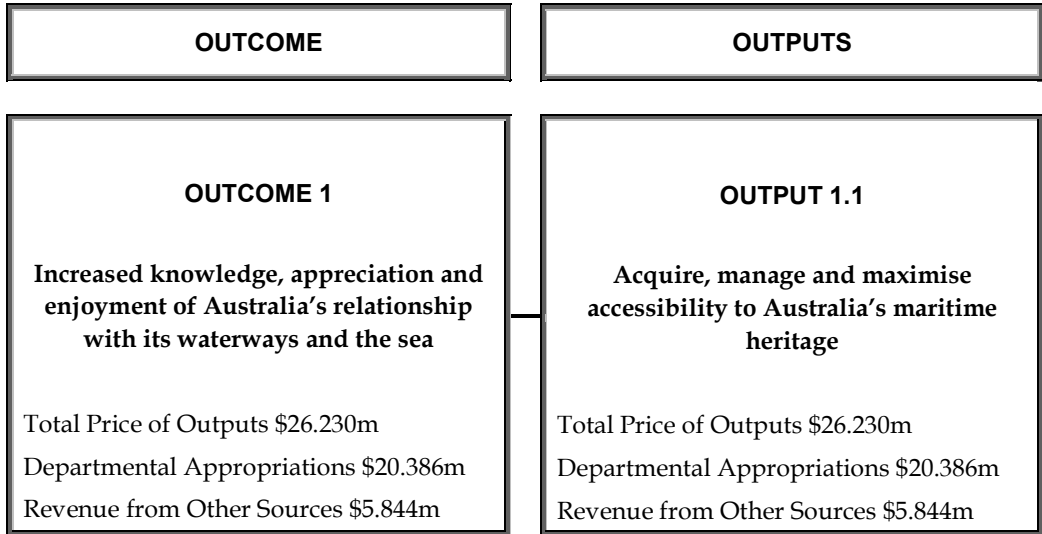 OUTCOME
OUTPUTS
OUTCOME 1
Increased knowledge, appreciation and
enjoyment of Australia’s relationship
with its waterways and the sea
Total Price of Outputs $26.230m
Departmental Appropriations $20.386m
Revenue from Other Sources $5.844m
OUTPUT 1.1
Acquire, manage and maximise
accessibility to Australia’s maritime
heritage
Total Price of Outputs $26.230m
Departmental Appropriations $20.386m
Revenue from Other Sources $5.844m